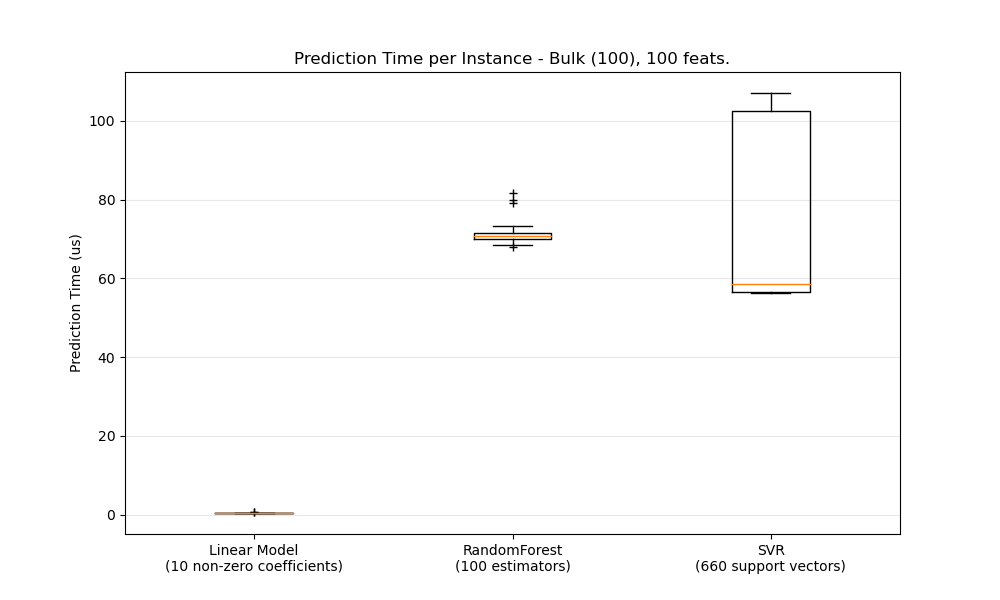 Prediction Time per Instance - Bulk (100), 100 feats.
Prediction Time (us)
100
80
60
40
20
0
Linear Model
(10 non-zero coefficients)
RandomForest
(100 estimators)
SVR
(660 support vectors)